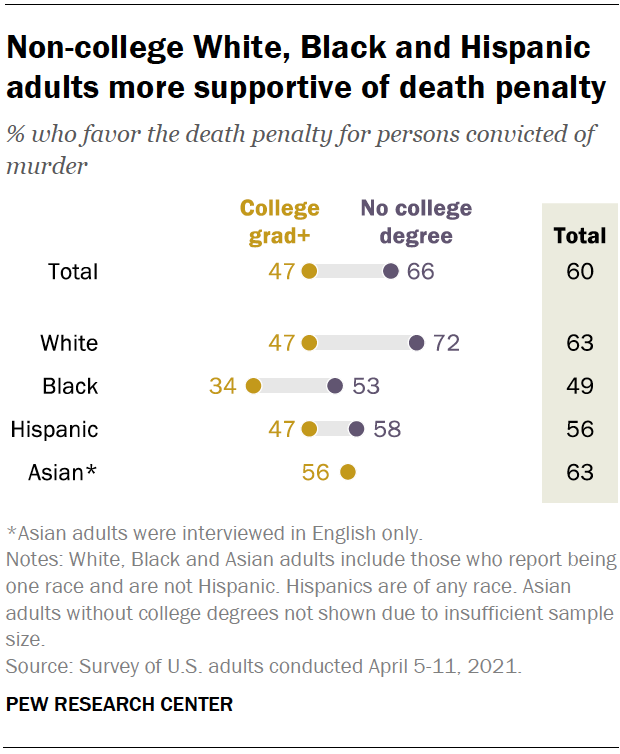 Non-college White, Black and Hispanic
adults more supportive of death penalty
% who favor the death penalty for persons convicted of
murder
College grad+ No college degree Total
Total 47 66 60
White 47 72 63
Black 34 53 49
Hispanic 47 58 56
Asian* 56 63
*Asian adults were interviewed in English only.
Notes: White, Black and Asian adults include those who report being
one race and are not Hispanic. Hispanics are of any race. Asian
adults without college degrees not shown due to insufficient sample
size.
Source: Survey of U.S. adults conducted April 5-11, 2021.
PEW RESEARCH CENTER